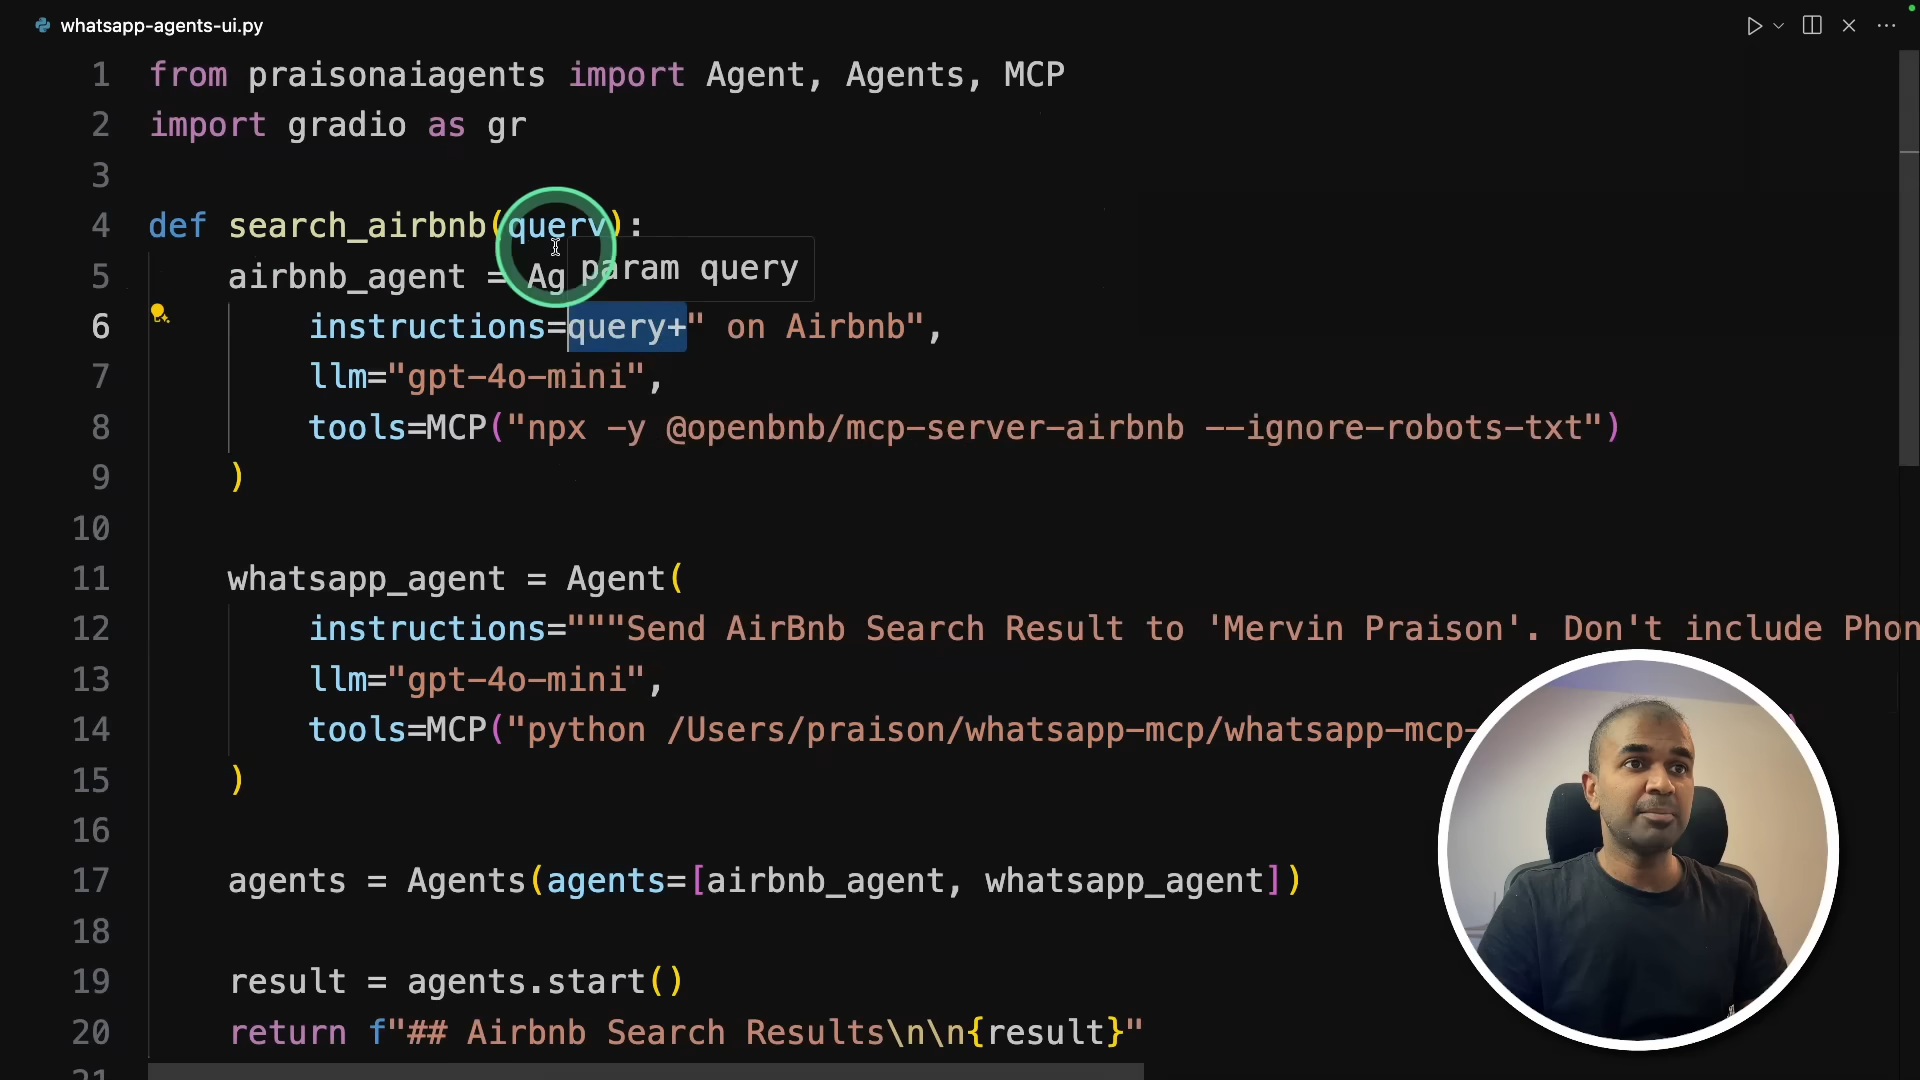 whatsapp-agents-ui.py
1 from praisonaiagents import Agent, Agents, MCP
2 import gradio as gr
3
4 def search_airbnb(query):
5 airbnb_agent = Ag
param query
6 instructions=query+" on Airbnb",
7 llm="gpt-4o-mini",
8 tools=MCP("npx -y @openbnb/mcp-server-airbnb --ignore-robots-txt")
9 )
10
11 whatsapp_agent = Agent(
12 instructions="""Send AirBnb Search Result to 'Mervin Praison'. Don't include Phon
13 llm="gpt-4o-mini",
14 tools=MCP("python /Users/praison/whatsapp-mcp/whatsapp-mcp-
15 )
16
17 agents = Agents(agents=[airbnb_agent, whatsapp_agent])
18
19 result = agents.start()
20 return f"## Airbnb Search Results\n\n{result}"
21